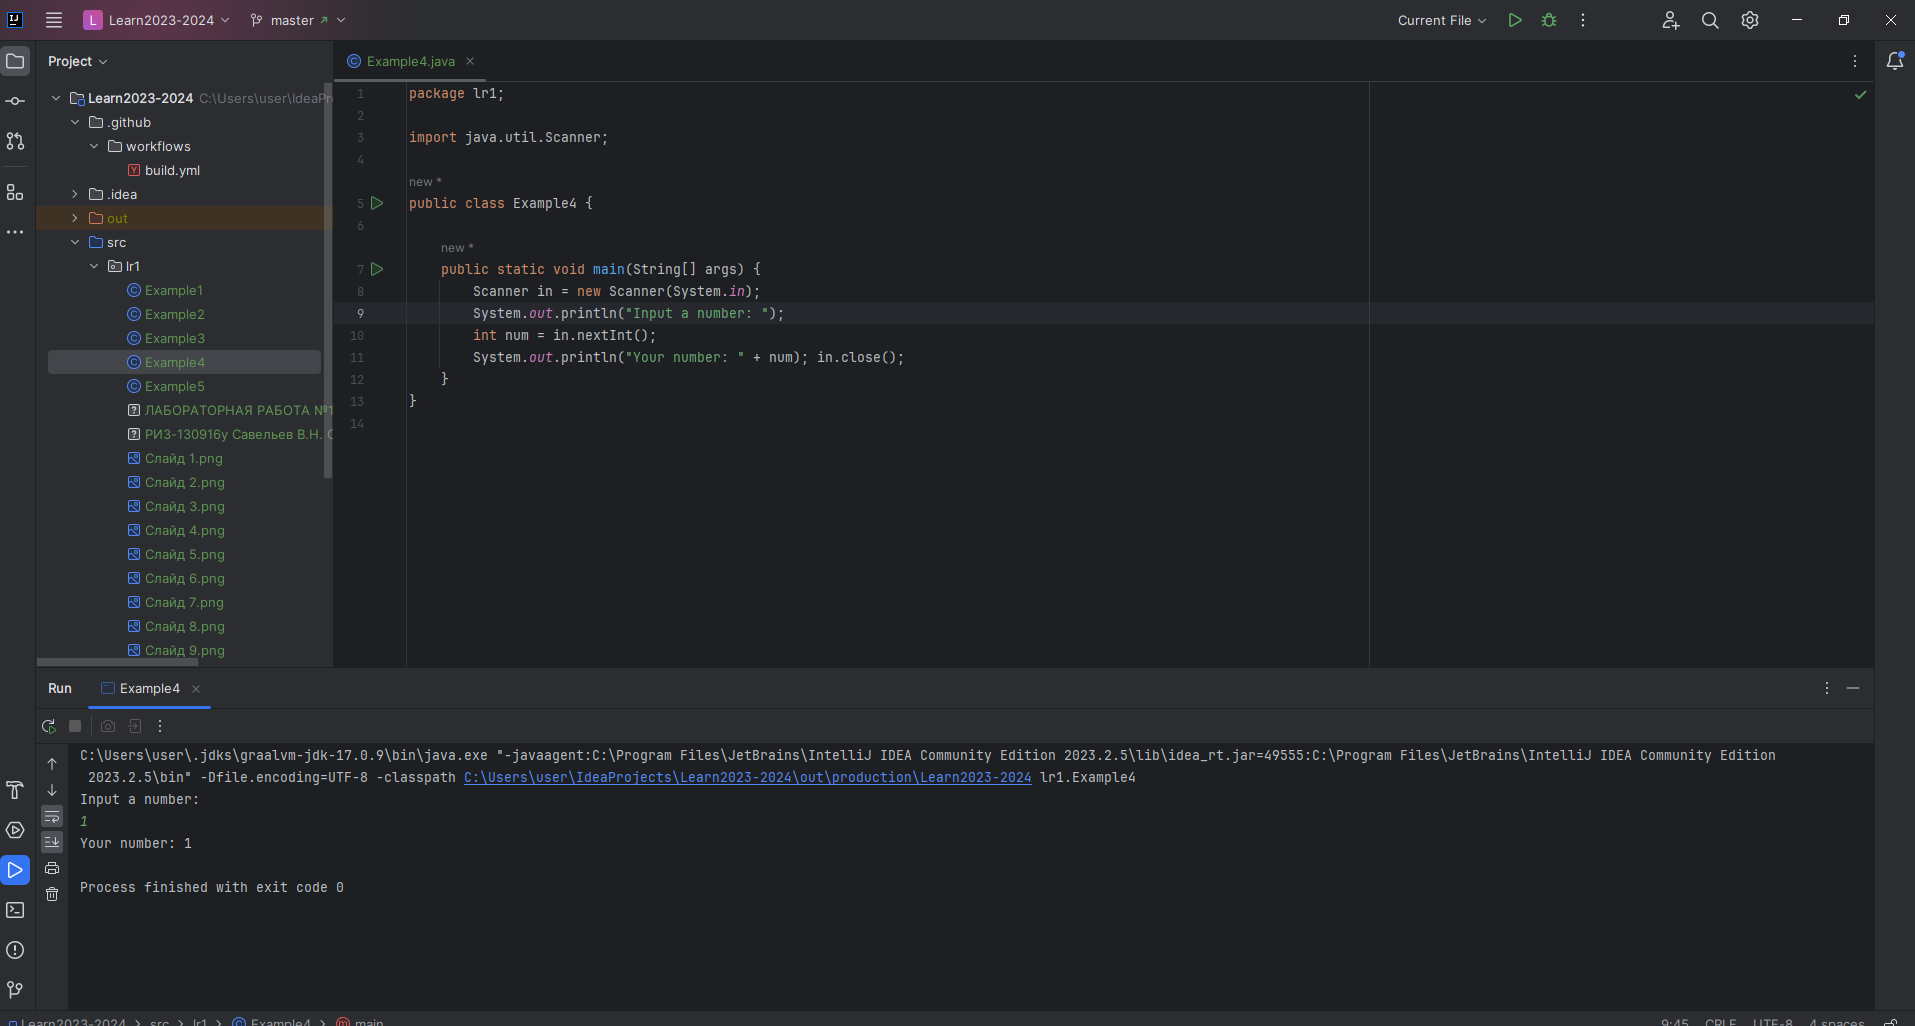 L Learn2023-2024 master Current File
Project
Example4.java
Learn2023-2024 C:\Users\user\IdeaPr
.github
workflows
build.yml
.idea
out
src
lr1
Example1
Example2
Example3
Example4
Example5
ЛАБОРАТОРНАЯ РАБОТА №1
РИЗ-130916у Савельев В.Н.
Слайд 1.png
Слайд 2.png
Слайд 3.png
Слайд 4.png
Слайд 5.png
Слайд 6.png
Слайд 7.png
Слайд 8.png
Слайд 9.png
1 package lr1;
2
3 import java.util.Scanner;
4
new *
5 public class Example4 {
6
new *
7 public static void main(String[] args) {
8 Scanner in = new Scanner(System.in);
9 System.out.println("Input a number: ");
10 int num = in.nextInt();
11 System.out.println("Your number: " + num); in.close();
12 }
13 }
14
Run Example4
C:\Users\user\.jdks\graalvm-jdk-17.0.9\bin\java.exe "-javaagent:C:\Program Files\JetBrains\IntelliJ IDEA Community Edition 2023.2.5\lib\idea_rt.jar=49555:C:\Program Files\JetBrains\IntelliJ IDEA Community Edition
2023.2.5\bin" -Dfile.encoding=UTF-8 -classpath C:\Users\user\IdeaProjects\Learn2023-2024\out\production\Learn2023-2024 lr1.Example4
Input a number:
1
Your number: 1
Process finished with exit code 0
Learn2023-2024 > src > lr1 > Example4 > main 9:45 CRLF UTF-8 4 spaces